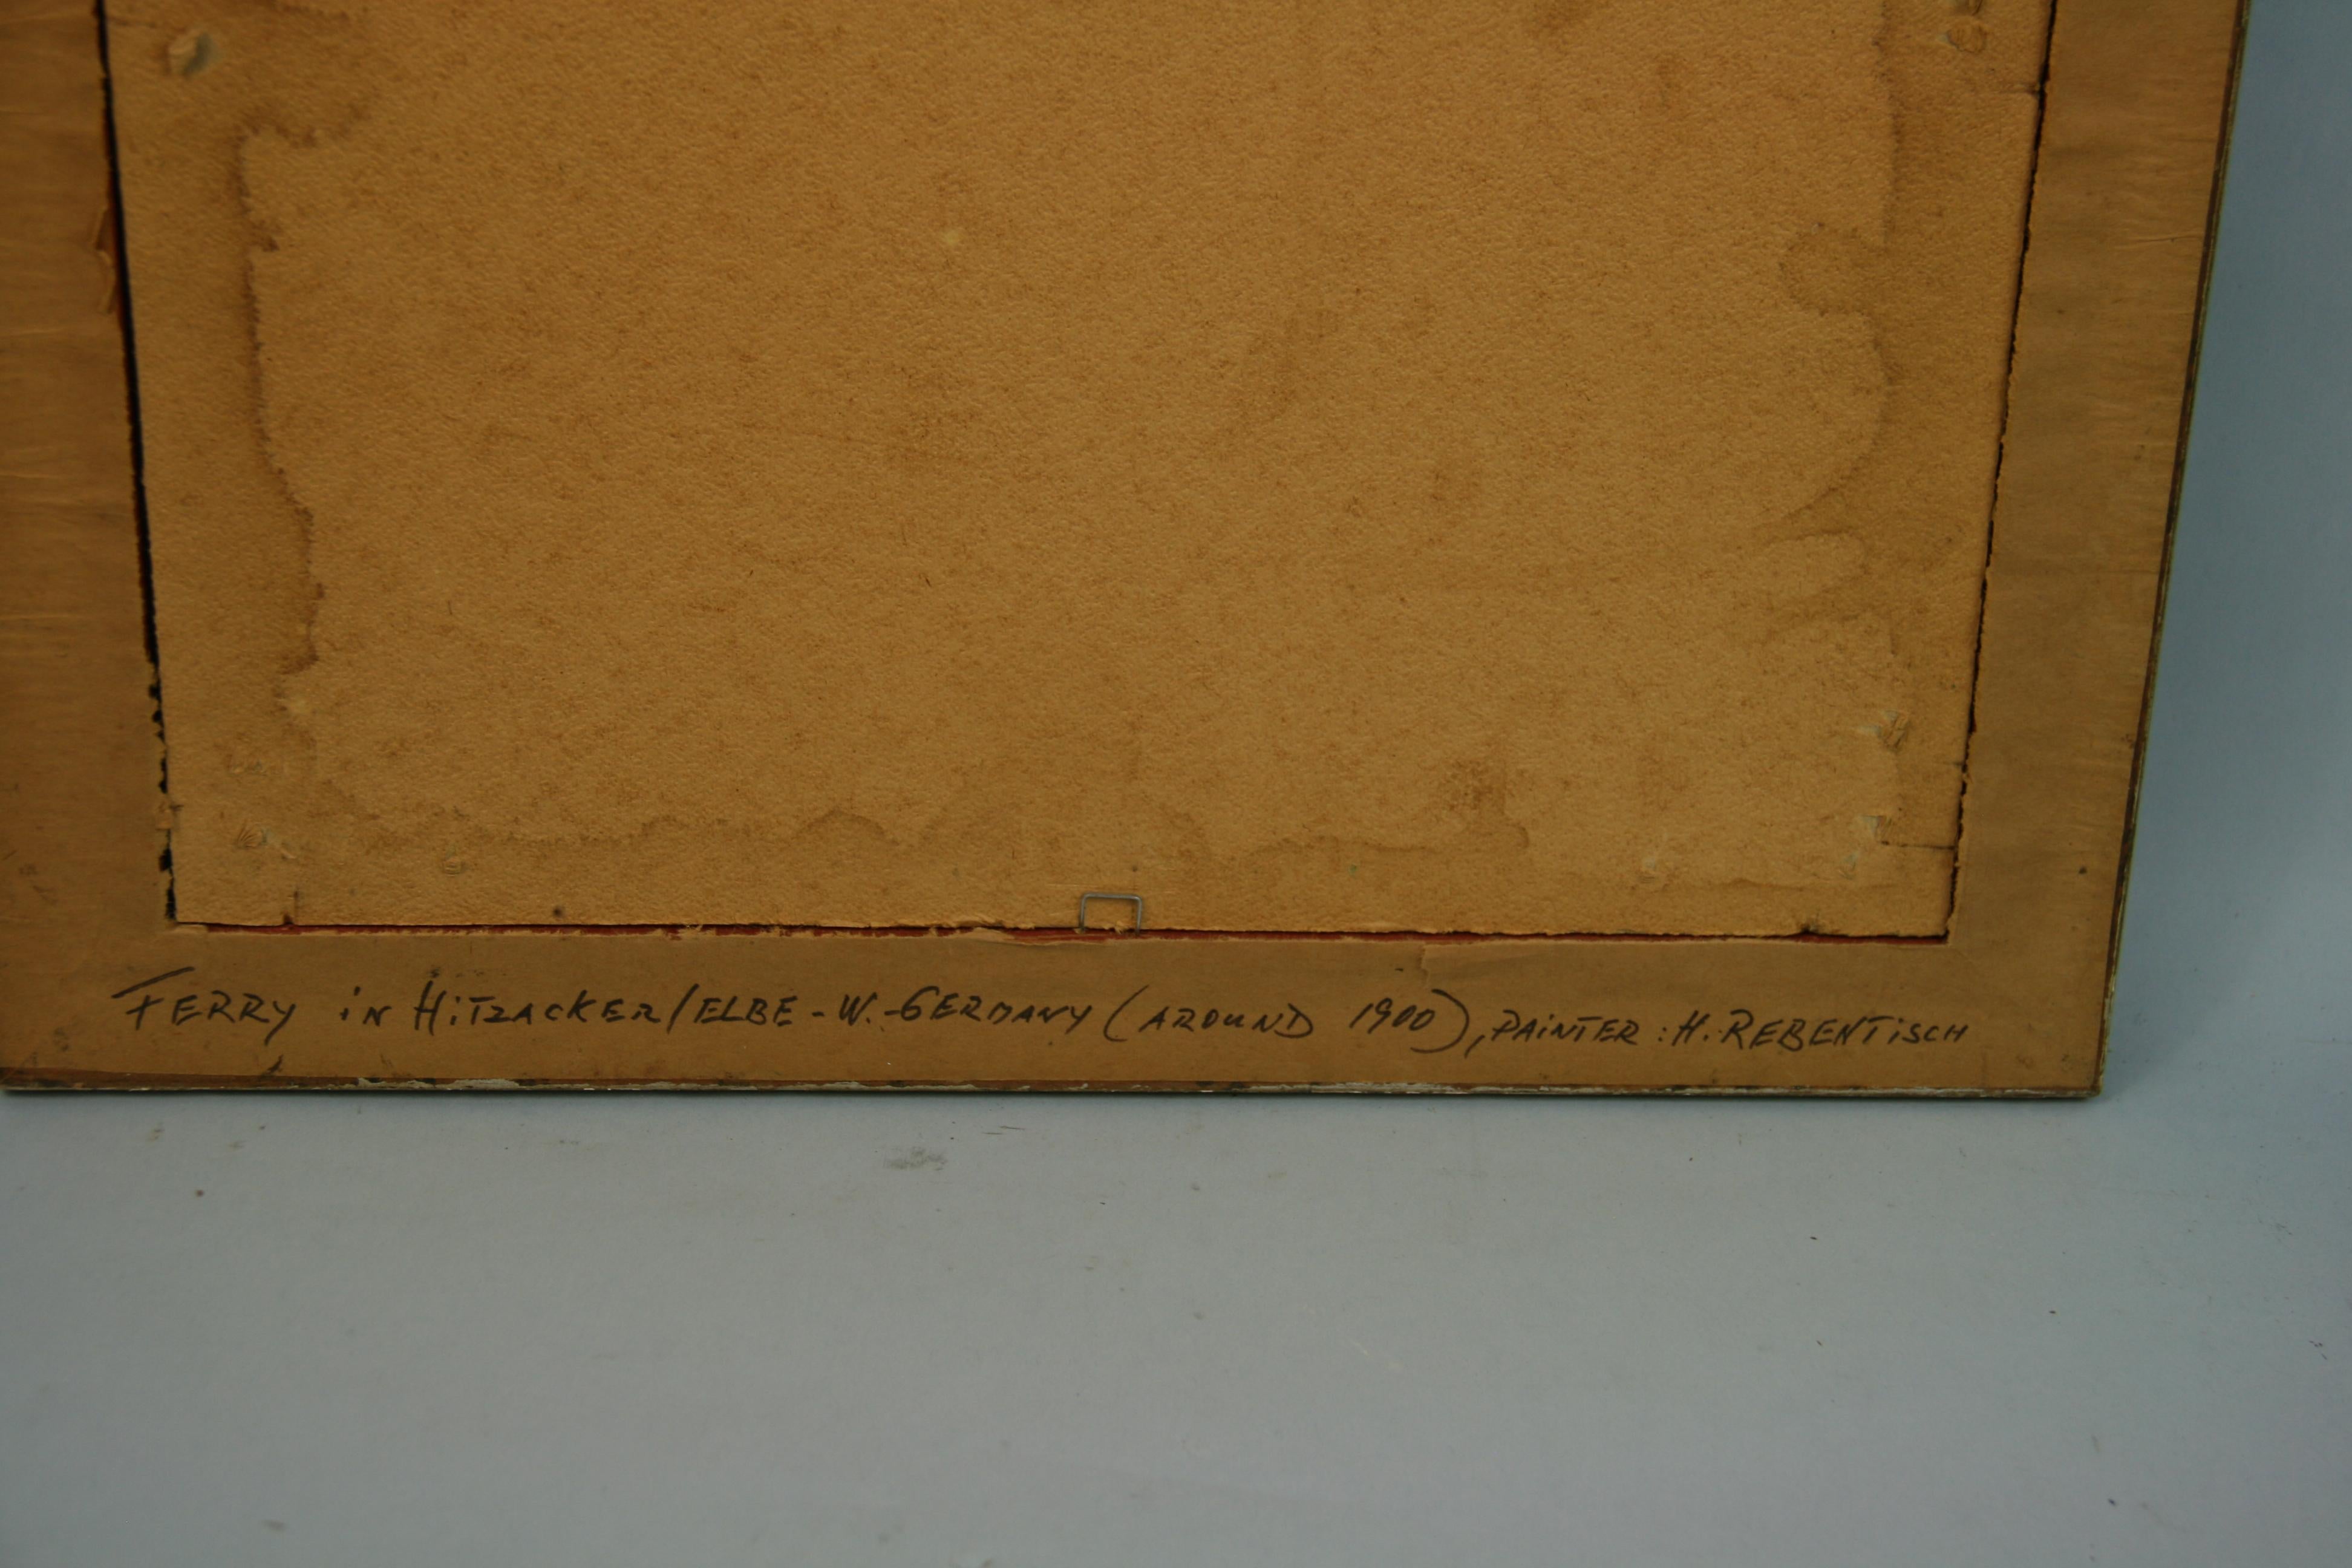 FERRY in HiTZACKER/ELBE-W.-GERMANY (AROUND 1900), PAiNTER: H. REBENTiSCH